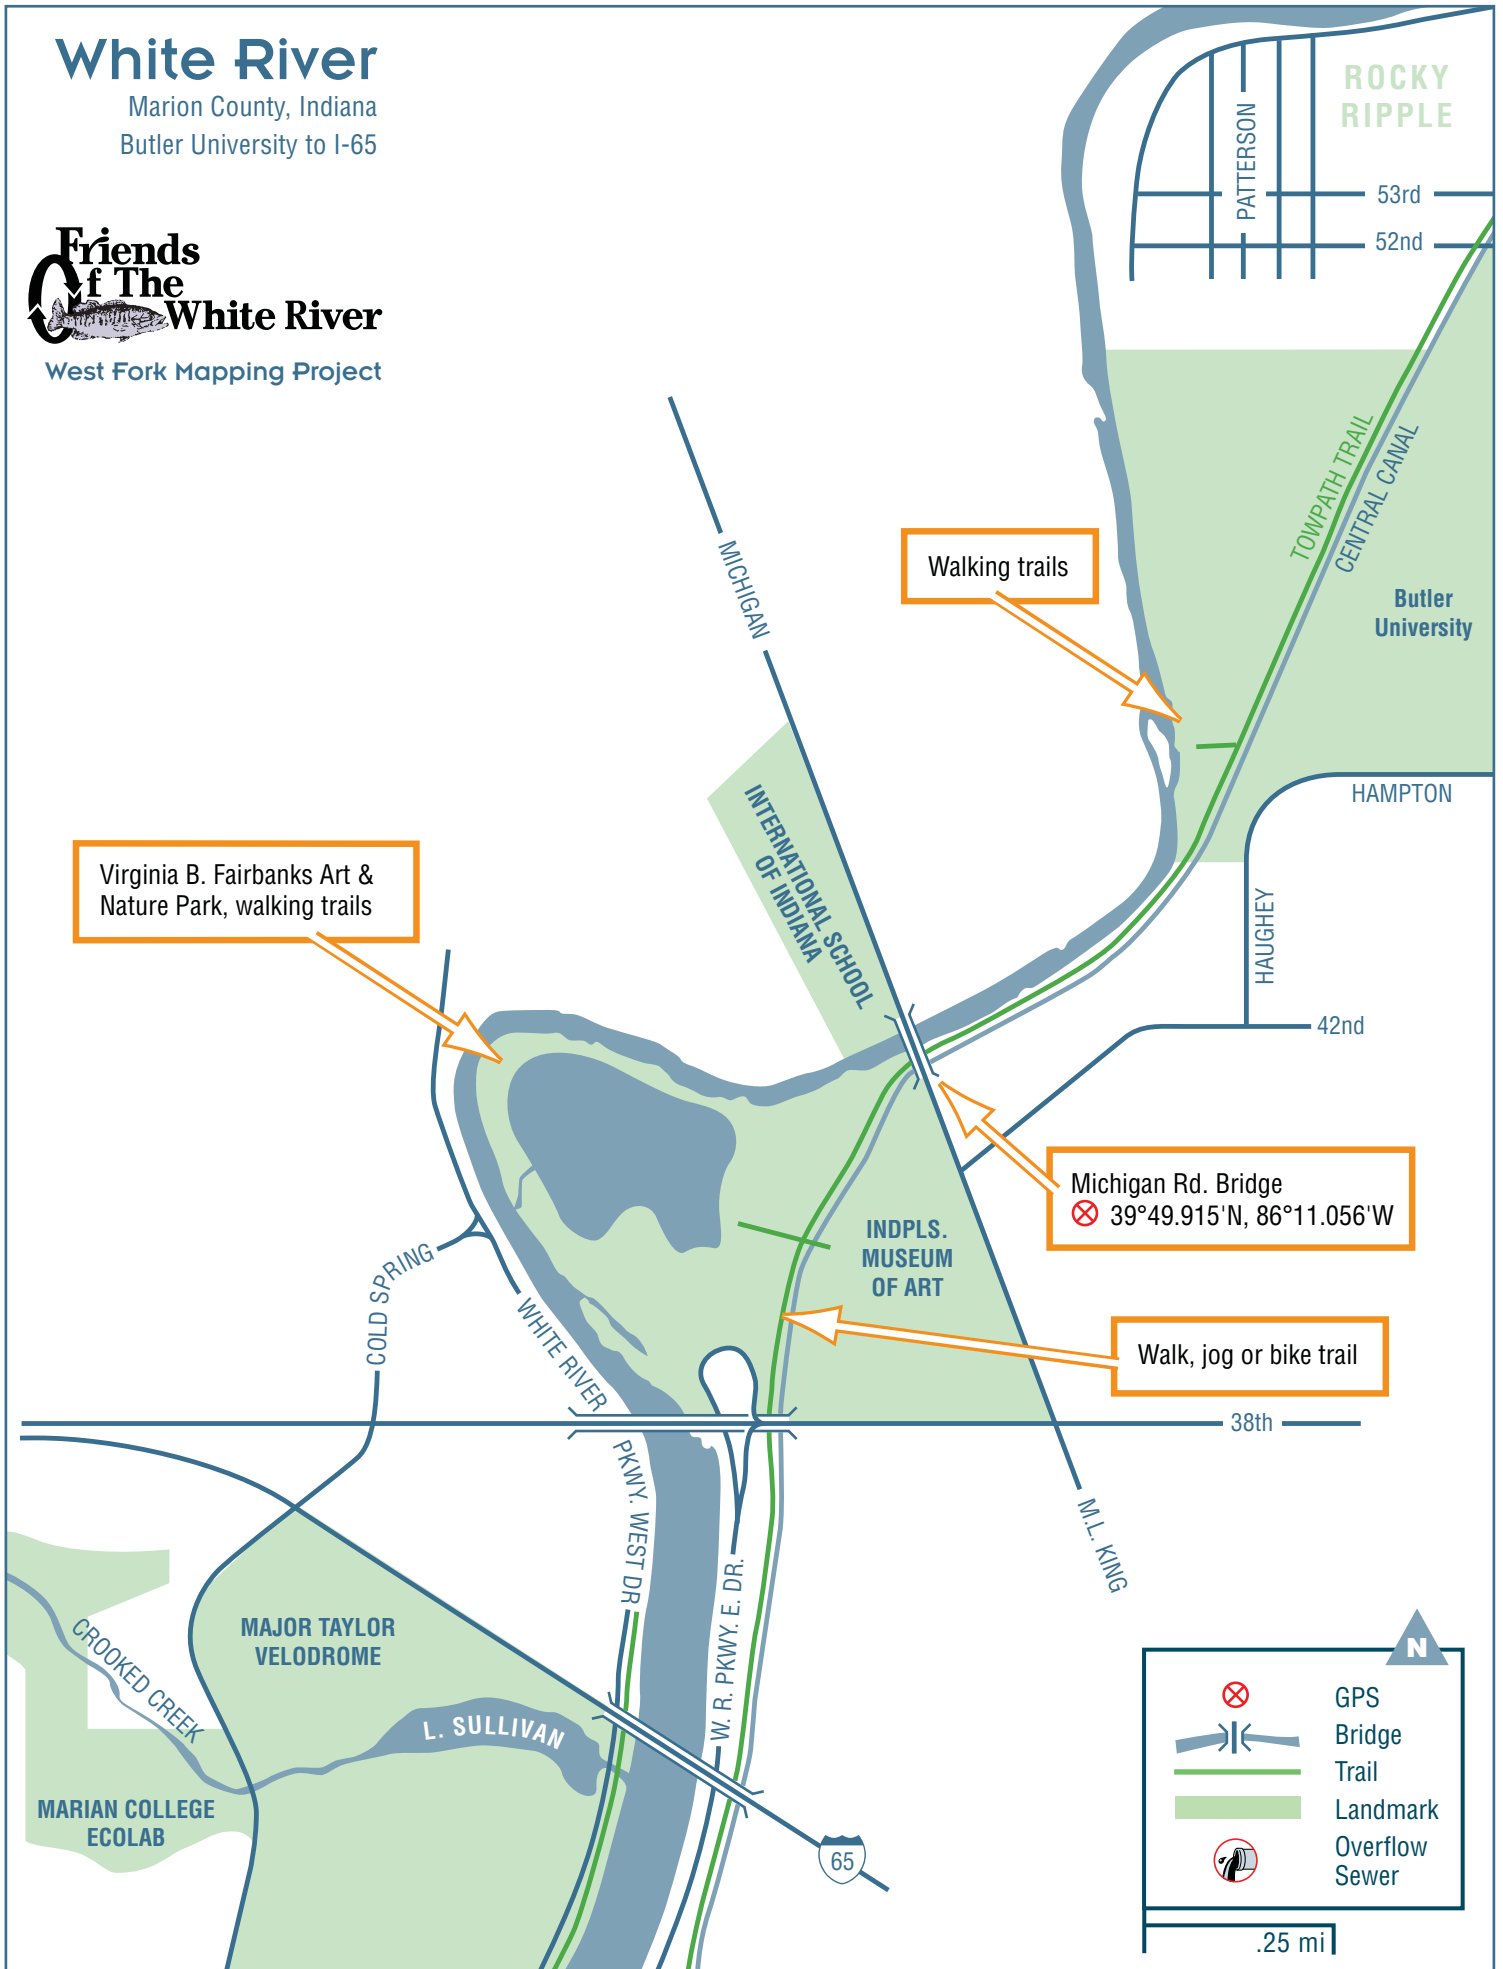 White River
Marion County, Indiana
Butler University to I-65
Friends
Of The
White River
West Fork Mapping Project
ROCKY
RIPPLE
PATTERSON
53rd
52nd
TOWPATH TRAIL
CENTRAL CANAL
Butler
University
MICHIGAN
Walking trails
HAMPTON
INTERNATIONAL SCHOOL
OF INDIANA
Virginia B. Fairbanks Art &
Nature Park, walking trails
HAUGHEY
42nd
Michigan Rd. Bridge
39°49.915'N, 86°11.056'W
INDPLS.
MUSEUM
OF ART
COLD SPRING
WHITE RIVER
PKWY. WEST DR
Walk, jog or bike trail
38th
M.L. KING
W. R. PKWY. E. DR.
MAJOR TAYLOR
VELODROME
CROOKED CREEK
L. SULLIVAN
MARIAN COLLEGE
ECOLAB
65
N
GPS
Bridge
Trail
Landmark
Overflow
Sewer
.25 mi